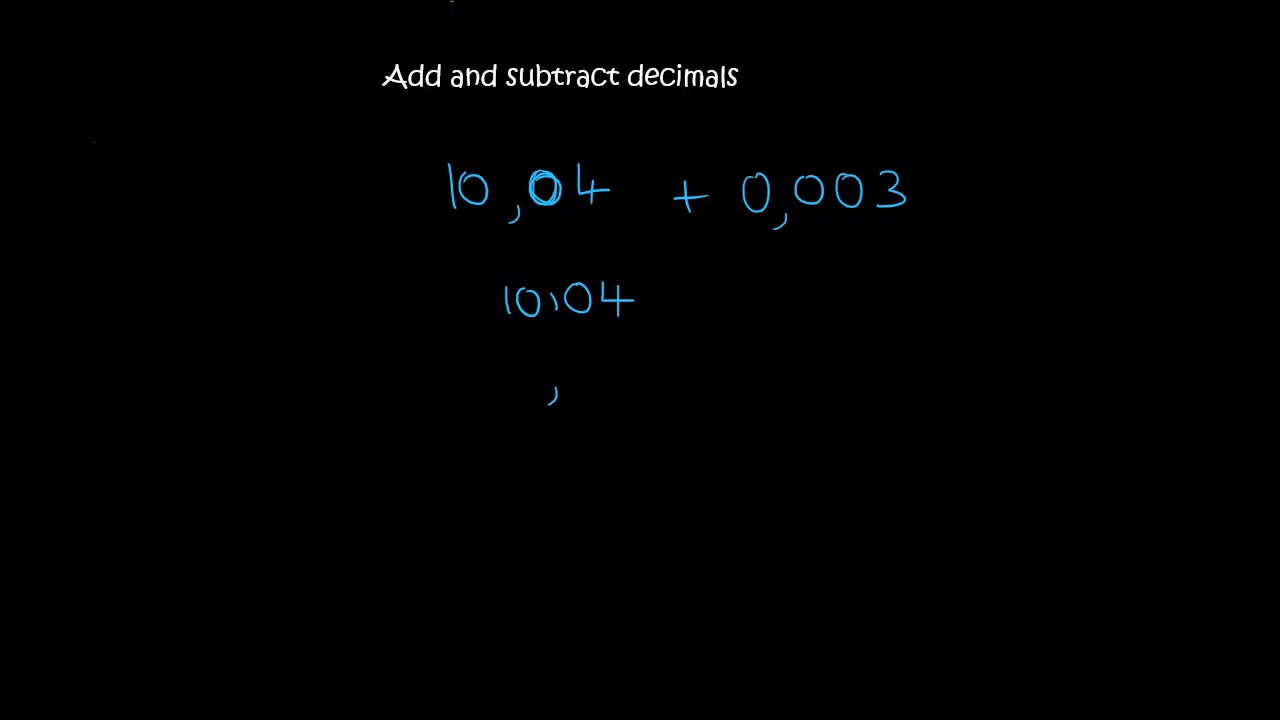 Add and subtract decimals
10,04 + 0,003
10,04
,